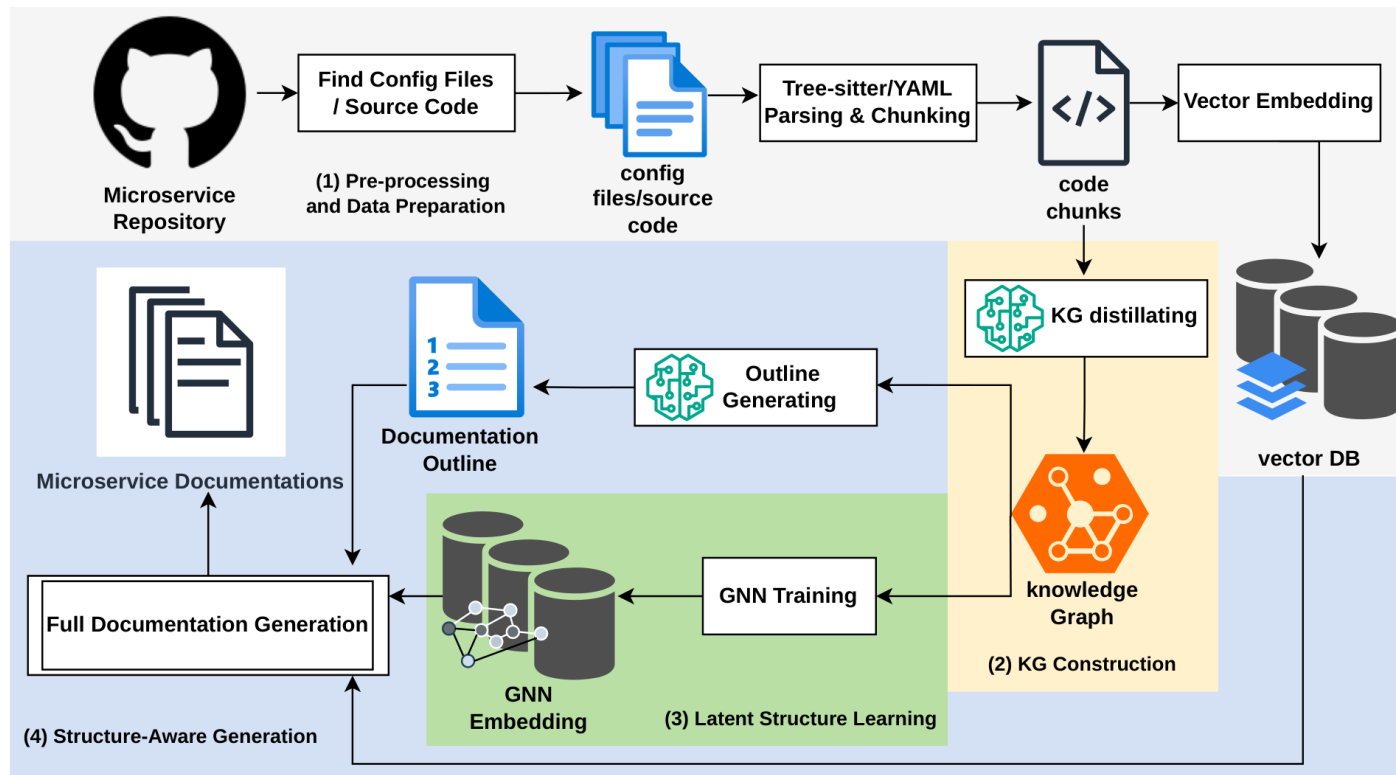 Find Config Files
/ Source Code
Tree-sitter/YAML
Parsing & Chunking
Vector Embedding
Microservice
Repository
(1) Pre-processing
and Data Preparation
config
files/source
code
code
chunks
KG distillating
vector DB
1
2
3
Outline
Generating
Documentation
Outline
Microservice Documentations
knowledge
Graph
(2) KG Construction
GNN Training
GNN
Embedding
(3) Latent Structure Learning
Full Documentation Generation
(4) Structure-Aware Generation